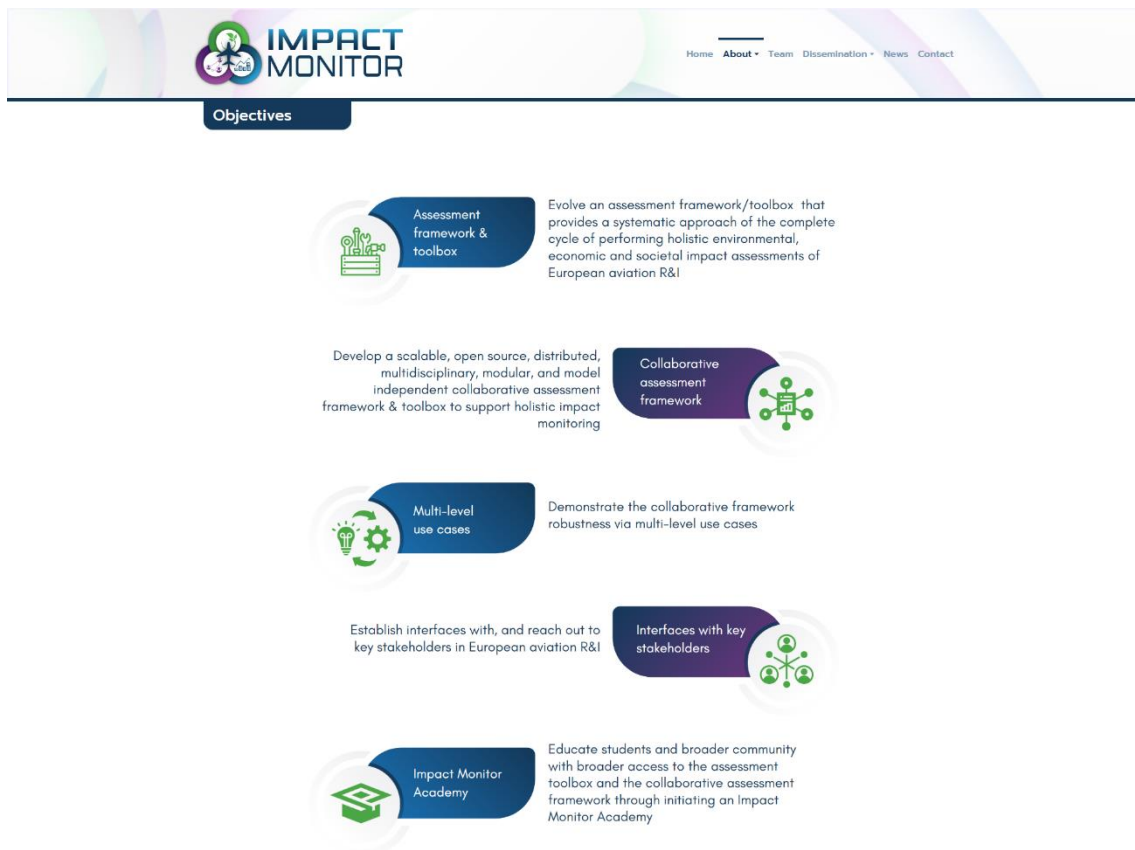 IMPACT
MONITOR
Home About Team Dissemination News Contact
Objectives
Assessment
framework &
toolbox
Evolve an assessment framework/toolbox that
provides a systematic approach of the complete
cycle of performing holistic environmental,
economic and societal impact assessments of
European aviation R&I
Develop a scalable, open source, distributed,
multidisciplinary, modular, and model
independent collaborative assessment
framework & toolbox to support holistic impact
monitoring
Collaborative
assessment
framework
Multi-level
use cases
Demonstrate the collaborative framework
robustness via multi-level use cases
Establish interfaces with, and reach out to
key stakeholders in European aviation R&I
Interfaces with key
stakeholders
Impact Monitor
Academy
Educate students and broader community
with broader access to the assessment
toolbox and the collaborative assessment
framework through initiating an Impact
Monitor Academy